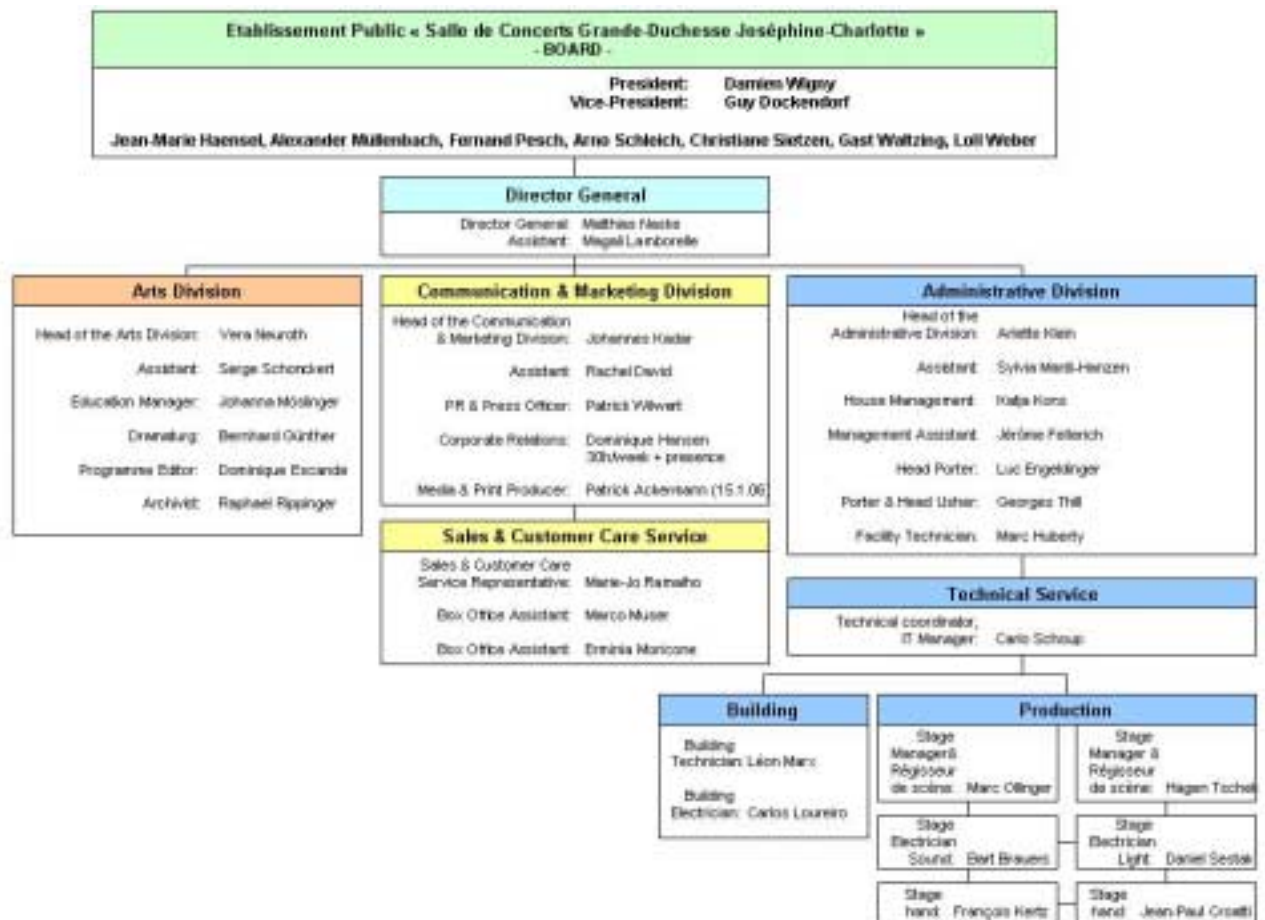 Etablissement Public « Salle de Concerts Grande-Duchesse Joséphine-Charlotte »
- BOARD -
President: Damien Wigny
Vice-President: Guy Dockendorf
Jean-Marie Haensel, Alexander Müllenbach, Fernand Pesch, Arno Schleich, Christiane Sietzen, Gast Waltzing, Loll Weber
Director General
Director General: Matthias Naske
Assistant: Magali Lamborelle
Arts Division
Head of the Arts Division: Vera Neuroth
Assistant: Serge Schonckert
Education Manager: Johanna Möslinger
Dramaturg: Bernhard Günther
Programme Editor: Dominique Escande
Archivist: Raphael Rippinger
Communication & Marketing Division
Head of the Communication
& Marketing Division: Johannes Kadar
Assistant: Rachel David
PR & Press Officer: Patrick Wilwert
Corporate Relations: Dominique Hansen
30h/week + presence
Media & Print Producer: Patrick Ackermann (15.1.06)
Sales & Customer Care Service
Sales & Customer Care
Service Representative: Marie-Jo Ramalho
Box Office Assistant: Marco Muser
Box Office Assistant: Erminia Moricone
Administrative Division
Head of the
Administrative Division: Arlette Klein
Assistant: Sylvia
House Management: Katja Kons
Management Assistant: Jérôme Felterich
Head Porter: Luc Engeldinger
Porter & Head Usher: Georges Thill
Facility Technician: Marc Huberty
Technical Service
Technical coordinator,
IT Manager: Carlo Schoup
Building
Building
Technician: Léon Marx
Building
Electrician: Carlos Loureiro
Production
Stage
Manager&
Régisseur
de scène: Marc Ollinger
Stage
Manager &
Régisseur
de scène: Hagen
Stage
Electrician
Sound: Bart Brauers
Stage
Electrician
Light: Daniel Sestak
Stage
hand: François
Stage
hand: Jean-Paul